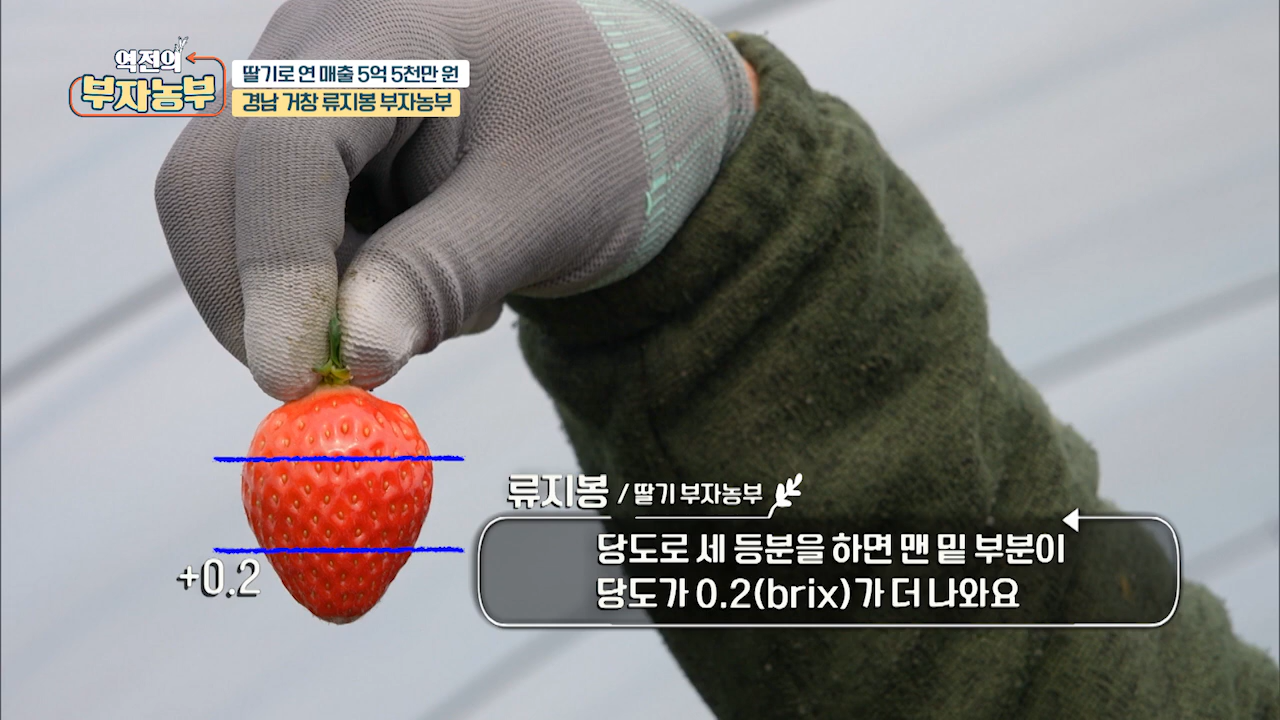 역전의
부자농부
딸기로 연 매출 5억 5천만 원
경남 거창 류지봉 부자농부
+0.2
류지봉 / 딸기 부자농부
당도로 세 등분을 하면 맨 밑 부분이
당도가 0.2(brix)가 더 나와요